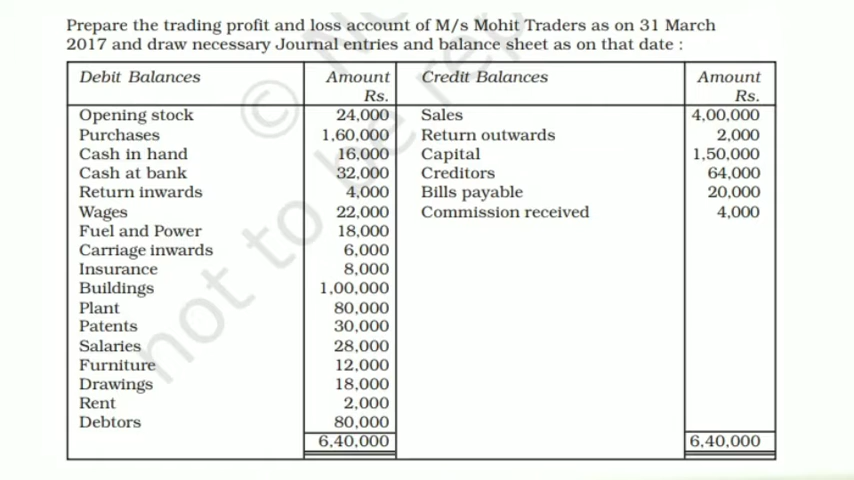 Prepare the trading profit and loss account of M/s Mohit Traders as on 31 March
2017 and draw necessary Journal entries and balance sheet as on that date :
Debit Balances Amount Credit Balances Amount
Rs. Rs.
Opening stock 24,000 Sales 4,00,000
Purchases 1,60,000 Return outwards 2,000
Cash in hand 16,000 Capital 1,50,000
Cash at bank 32,000 Creditors 64,000
Return inwards 4,000 Bills payable 20,000
Wages 22,000 Commission received 4,000
Fuel and Power 18,000
Carriage inwards 6,000
Insurance 8,000
Buildings 1,00,000
Plant 80,000
Patents 30,000
Salaries 28,000
Furniture 12,000
Drawings 18,000
Rent 2,000
Debtors 80,000
6,40,000 6,40,000
© N
not to be rep